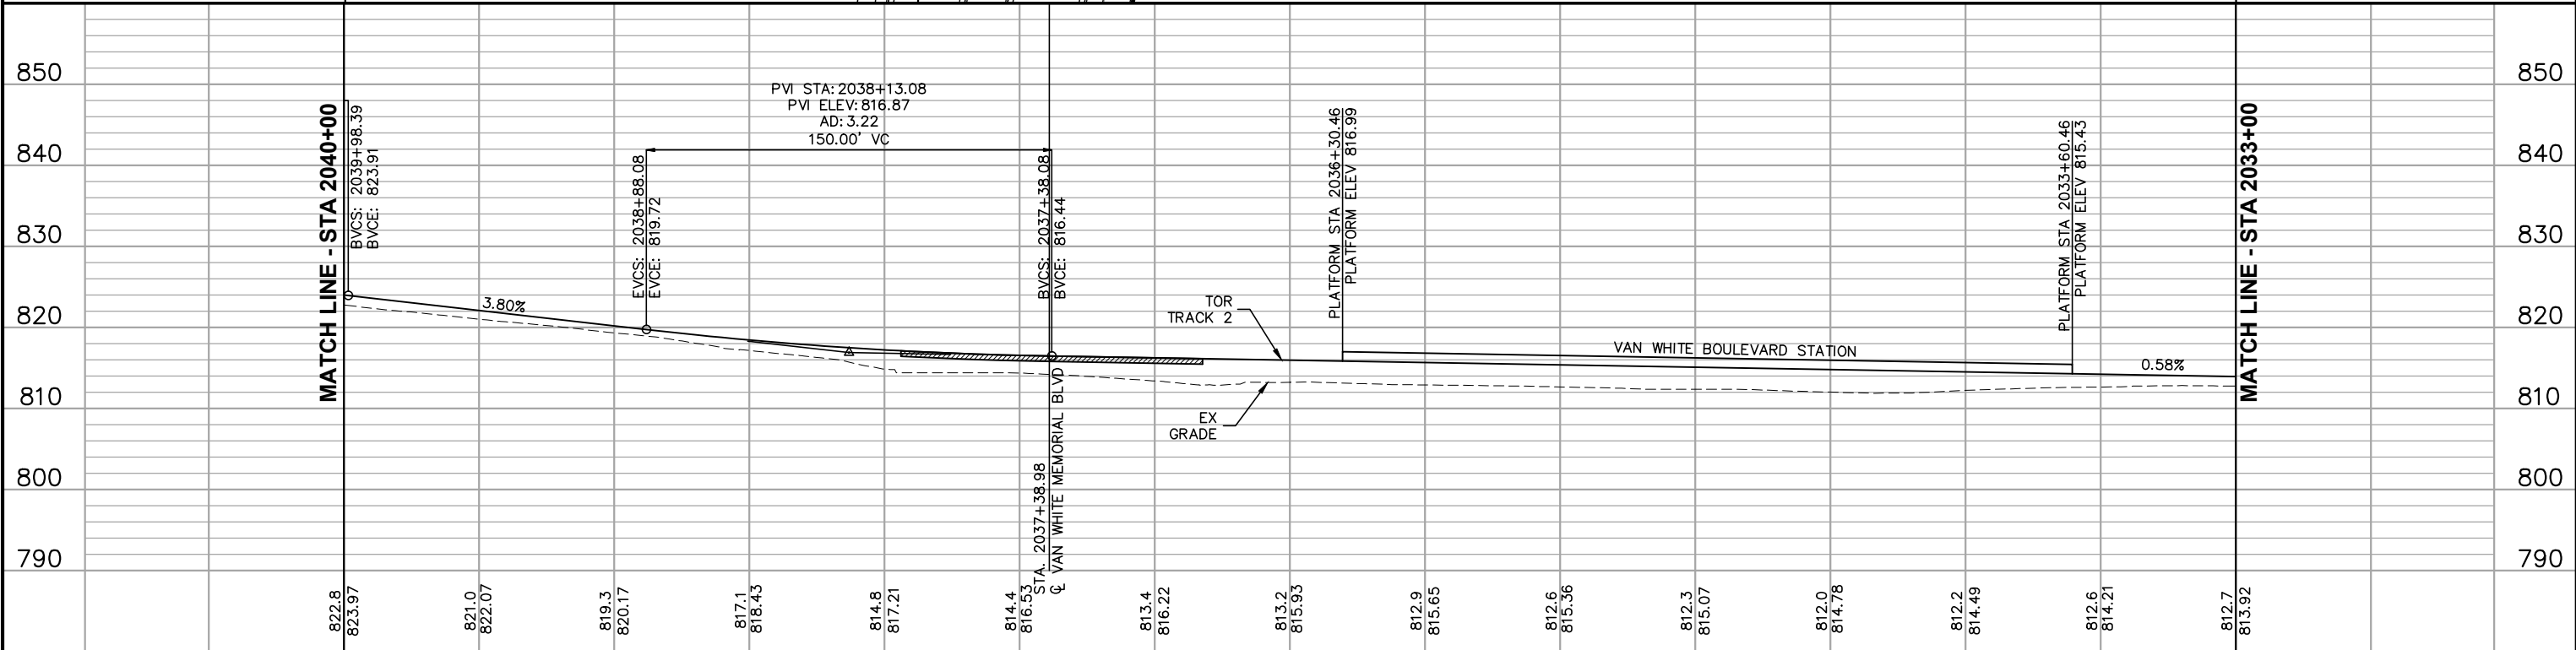 850
840
830
820
810
800
790
MATCH LINE - STA 2040+00
BVCS: 2039+98.39
BVCE: 823.91
3.80%
PVI STA: 2038+13.08
PVI ELEV: 816.87
AD: 3.22
150.00' VC
EVCS: 2038+88.08
EVCE: 819.72
BVCS: 2037+38.08
BVCE: 816.44
STA. 2037+38.98
℄ VAN WHITE MEMORIAL BLVD
TOR
TRACK 2
EX
GRADE
PLATFORM STA 2036+30.46
PLATFORM ELEV 816.99
VAN WHITE BOULEVARD STATION
PLATFORM STA 2033+60.46
PLATFORM ELEV 815.43
0.58%
MATCH LINE - STA 2033+00
850
840
830
820
810
800
790
822.8
823.97
821.0
822.07
819.3
820.17
817.1
818.43
814.8
817.21
814.4
816.53
813.4
816.22
813.2
815.93
812.9
815.65
812.6
815.36
812.3
815.07
812.0
814.78
812.2
814.49
812.6
814.21
812.7
813.92